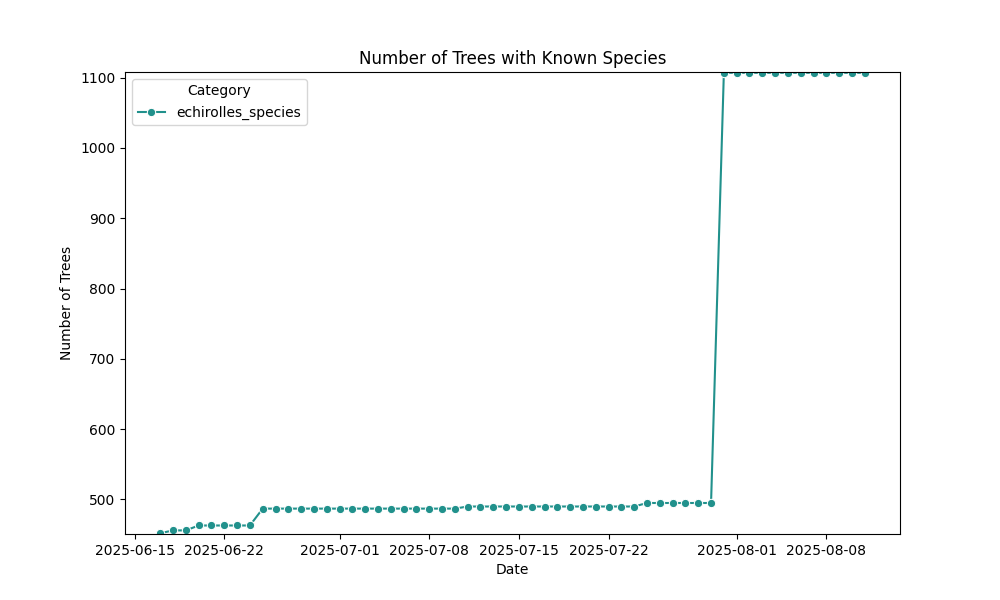 Number of Trees with Known Species
Category
echirolles_species
1100
1000
900
800
700
600
500
Number of Trees
2025-06-15 2025-06-22 2025-07-01 2025-07-08 2025-07-15 2025-07-22 2025-08-01 2025-08-08
Date